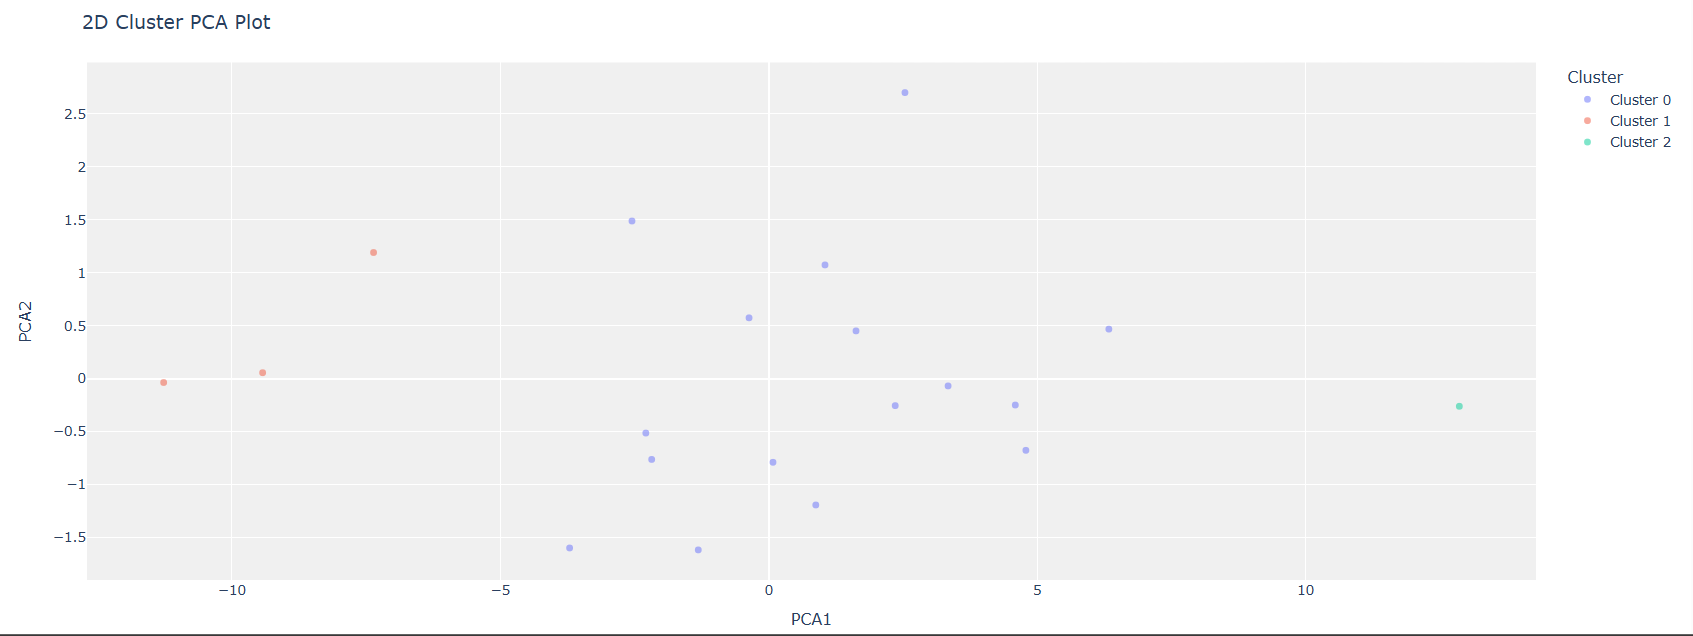 2D Cluster PCA Plot
Cluster
Cluster 0
Cluster 1
Cluster 2
2.5
2
1.5
1
0.5
0
−0.5
−1
−1.5
PCA2
−10
−5
0
5
10
PCA1